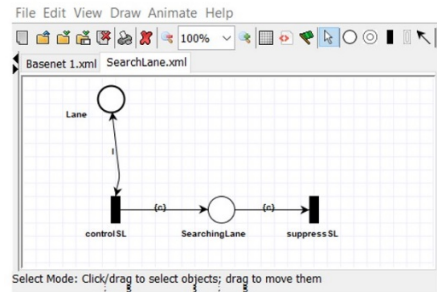 File Edit View Draw Animate Help
100%
Basenet 1.xml SearchLane.xml
Lane
l
{c} {c}
controlSL SearchingLane suppressSL
Select Mode: Click/drag to select objects; drag to move them